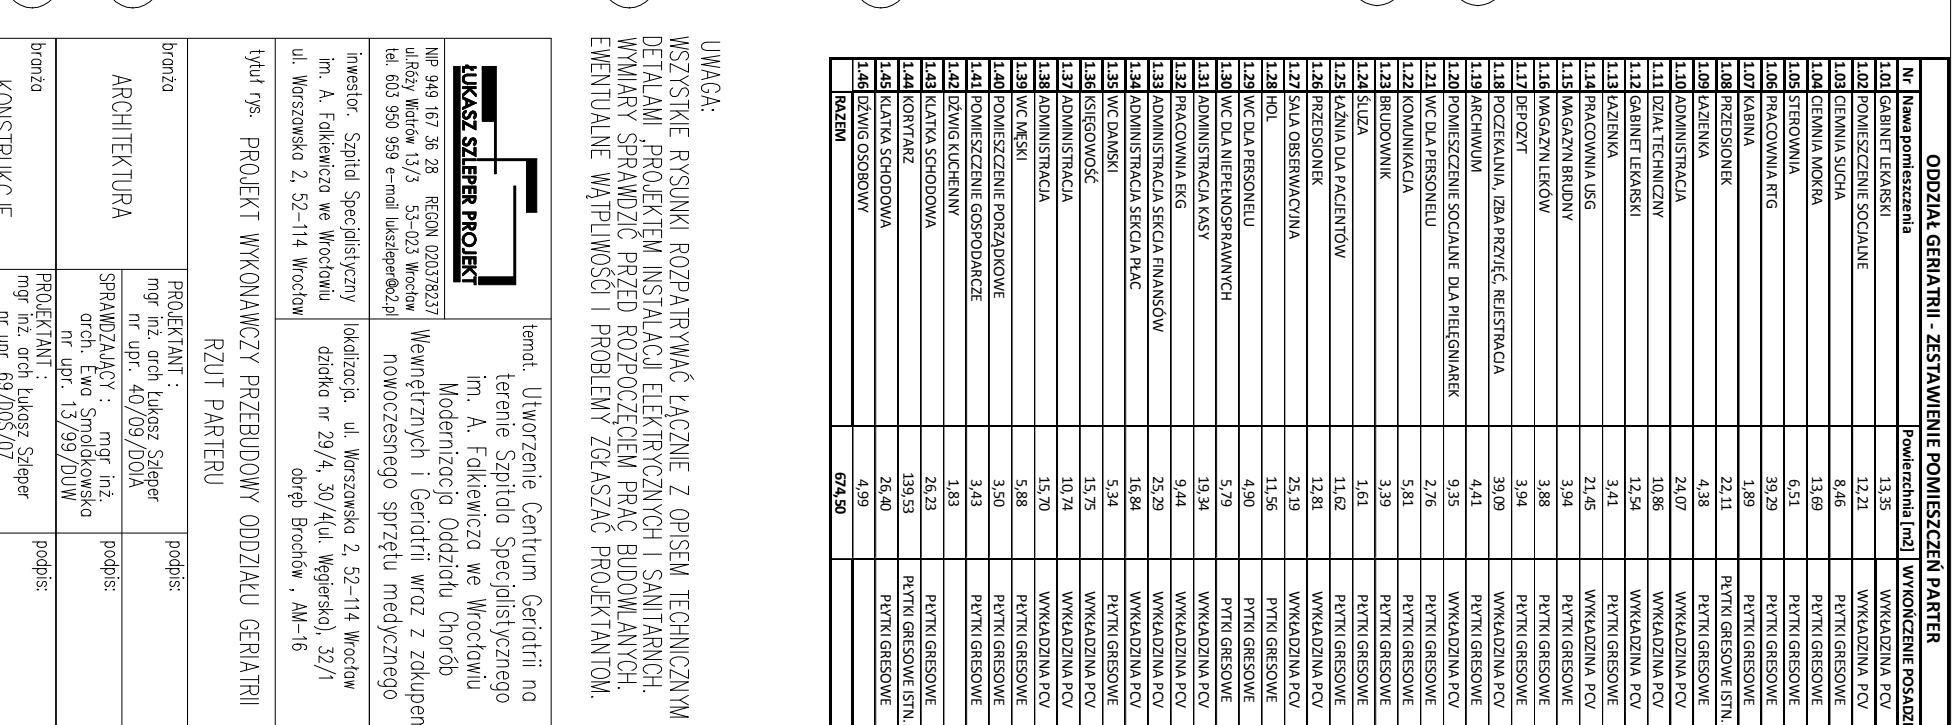 ODDZIAŁ GERIATRII - ZESTAWIENIE POMIESZCZEŃ PARTER
Nr Nawa pomieszczenia Powierzchnia [m2] WYKOŃCZENIE
1.01 GABINET LEKARSKI 13,35 WYKŁADZINA PCV
1.02 POMIESZCZENIE SOCJALNE 12,21 WYKŁADZINA PCV
1.03 CIEMNIA SUCHA 8,46 PŁYTKI GRESOWE
1.04 CIEMNIA MOKRA 13,69 PŁYTKI GRESOWE
1.05 STEROWNIA 6,51 PŁYTKI GRESOWE
1.06 PRACOWNIA RTG 39,29 PŁYTKI GRESOWE
1.07 KABINA 1,89 PŁYTKI GRESOWE
1.08 PRZEDSIONEK 22,11 PŁYTKI GRESOWE ISTN.
1.09 ŁAZIENKA 4,38 PŁYTKI GRESOWE
1.10 ADMINISTRACJA 24,07 WYKŁADZINA PCV
1.11 DZIAŁ TECHNICZNY 10,86 WYKŁADZINA PCV
1.12 GABINET LEKARSKI 12,54 WYKŁADZINA PCV
1.13 ŁAZIENKA 3,41 PŁYTKI GRESOWE
1.14 PRACOWNIA USG 21,45 WYKŁADZINA PCV
1.15 MAGAZYN BRUDNY 3,94 PŁYTKI GRESOWE
1.16 MAGAZYN LEKÓW 3,88 PŁYTKI GRESOWE
1.17 DEPOZYT 3,94 PŁYTKI GRESOWE
1.18 POCZEKALNIA, IZBA PRZYJĘĆ, REJESTRACJA 39,09 WYKŁADZINA PCV
1.19 ARCHIWUM 4,41 PŁYTKI GRESOWE
1.20 POMIESZCZENIE SOCJALNE DLA PIELĘGNIAREK 9,35 WYKŁADZINA PCV
1.21 WC DLA PERSONELU 2,76 PŁYTKI GRESOWE
1.22 KOMUNIKACJA 5,81 PŁYTKI GRESOWE
1.23 BRUDOWNIK 3,39 PŁYTKI GRESOWE
1.24 ŚLUZA 1,61 PŁYTKI GRESOWE
1.25 ŁAŹNIA DLA PACJENTÓW 11,62 PŁYTKI GRESOWE
1.26 PRZEDSIONEK 12,81 WYKŁADZINA PCV
1.27 SALA OBSERWACYJNA 25,19 WYKŁADZINA PCV
1.28 HOL 11,56 PYTKI GRESOWE
1.29 WC DLA PERSONELU 4,90 PYTKI GRESOWE
1.30 WC DLA NIEPEŁNOSPRAWNYCH 5,79 PYTKI GRESOWE
1.31 ADMINISTRACJA KASY 19,34 WYKŁADZINA PCV
1.32 PRACOWNIA EKG 9,44 WYKŁADZINA PCV
1.33 ADMINISTRACJA SEKCJA FINANSÓW 25,29 WYKŁADZINA PCV
1.34 ADMINISTRACJA SEKCJA PŁAC 16,84 WYKŁADZINA PCV
1.35 WC DAMSKI 5,34 PŁYTKI GRESOWE
1.36 KSIĘGOWOŚĆ 15,75 WYKŁADZINA PCV
1.37 ADMINISTRACJA 10,74 WYKŁADZINA PCV
1.38 ADMINISTRACJA 15,70 WYKŁADZINA PCV
1.39 WC MĘSKI 5,88 PŁYTKI GRESOWE
1.40 POMIESZCZENIE PORZĄDKOWE 3,50 PŁYTKI GRESOWE
1.41 POMIESZCZENIE GOSPODARCZE 3,43 PŁYTKI GRESOWE
1.42 DŹWIG KUCHENNY 1,83
1.43 KLATKA SCHODOWA 26,23 PŁYTKI GRESOWE
1.44 KORYTARZ 139,53 PŁYTKI GRESOWE ISTN.
1.45 KLATKA SCHODOWA 26,40 PŁYTKI GRESOWE
1.46 DŹWIG OSOBOWY 4,99
RAZEM 674,50
UWAGA:
WSZYSTKIE RYSUNKI ROZPATRYWAĆ ŁĄCZNIE Z OPISEM TECHNICZNYM
DETALAMI ,PROJEKTEM INSTALACJI ELEKTRYCZNYCH I SANITARNCH.
WYMIARY SPRAWDZIĆ PRZED ROZPOCZĘCIEM PRAC BUDOWLANYCH.
EWENTUALNE WĄTPLIWOŚCI I PROBLEMY ZGŁASZAĆ PROJEKTANTOM.
ŁUKASZ SZLEPER PROJEKT
NIP 949 167 36 28 REGON 020378237
ul.Róży Wiatrów 13/3 53-023 Wrocław
tel. 603 950 959 e-mail lukszleper@o2.pl
temat. Utworzenie Centrum Geriatrii na
terenie Szpitala Specjalistycznego
im. A. Falkiewicza we Wrocławiu
Modernizacja Oddziału Chorób
Wewnętrznych i Geriatrii wraz z zakupem
nowoczesnego sprzętu medycznego
inwestor. Szpital Specjalistyczny
im. A. Falkiewicza we Wrocławiu
ul. Warszawska 2, 52-114 Wrocław
lokalizacja. ul. Warszawska 2, 52-114 Wrocław
działka nr 29/4, 30/4(ul. Węgierska), 32/1
obręb Brochów , AM-16
tytuł rys. PROJEKT WYKONAWCZY PRZEBUDOWY ODDZIAŁU GERIATRII
RZUT PARTERU
branża
ARCHITEKTURA
PROJEKTANT :
mgr inż. arch Łukasz Szleper
nr upr. 40/09/DOIA
podpis:
SPRAWDZAJĄCY : mgr inż.
arch. Ewa Smolakowska
nr upr. 13/99/DUW
podpis:
branża
KONSTRUKCJE
PROJEKTANT :
mgr inż. arch Łukasz Szleper
nr upr. 69/DOŚ/07
podpis: